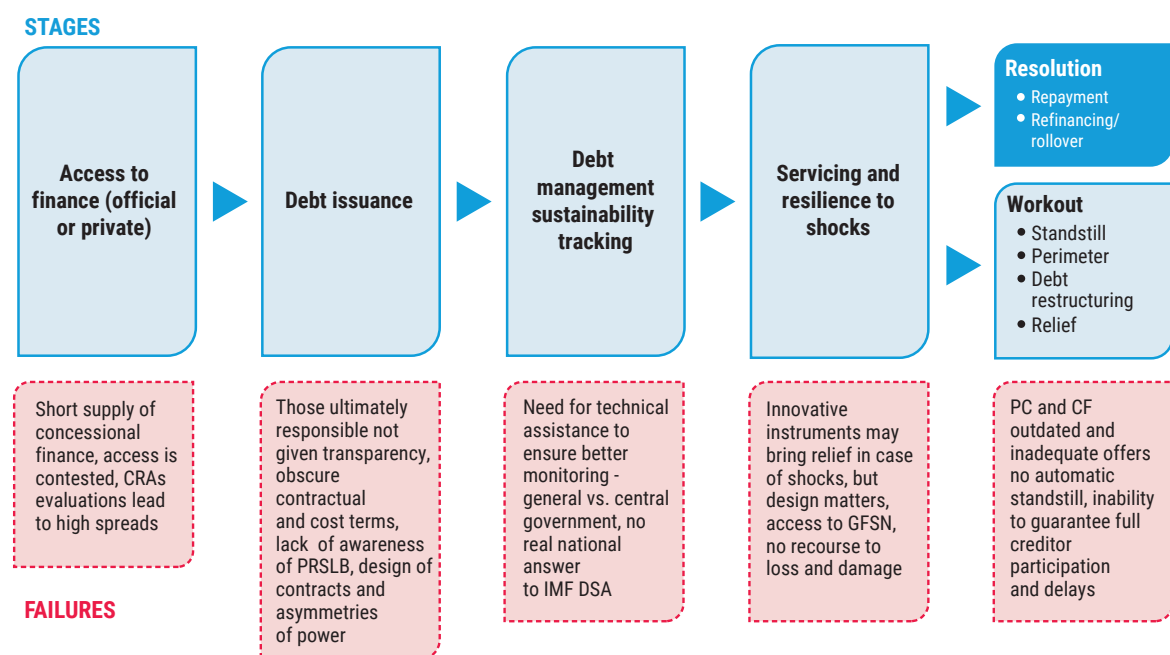 STAGES
Access to
finance (official
or private)
Debt issuance
Debt
management
sustainability
tracking
Servicing and
resilience to
shocks
Resolution
• Repayment
• Refinancing/
rollover
Workout
• Standstill
• Perimeter
• Debt
restructuring
• Relief
Short supply of
concessional
finance, access is
contested, CRAs
evaluations lead
to high spreads
Those ultimately
responsible not
given transparency,
obscure
contractual
and cost terms,
lack of awareness
of PRSLB, design of
contracts and
asymmetries
of power
Need for technical
assistance to
ensure better
monitoring -
general vs. central
government, no
real national
answer
to IMF DSA
Innovative
instruments may
bring relief in case
of shocks, but
design matters,
access to GFSN,
no recourse to
loss and damage
PC and CF
outdated and
inadequate offers
no automatic
standstill, inability
to guarantee full
creditor
participation
and delays
FAILURES